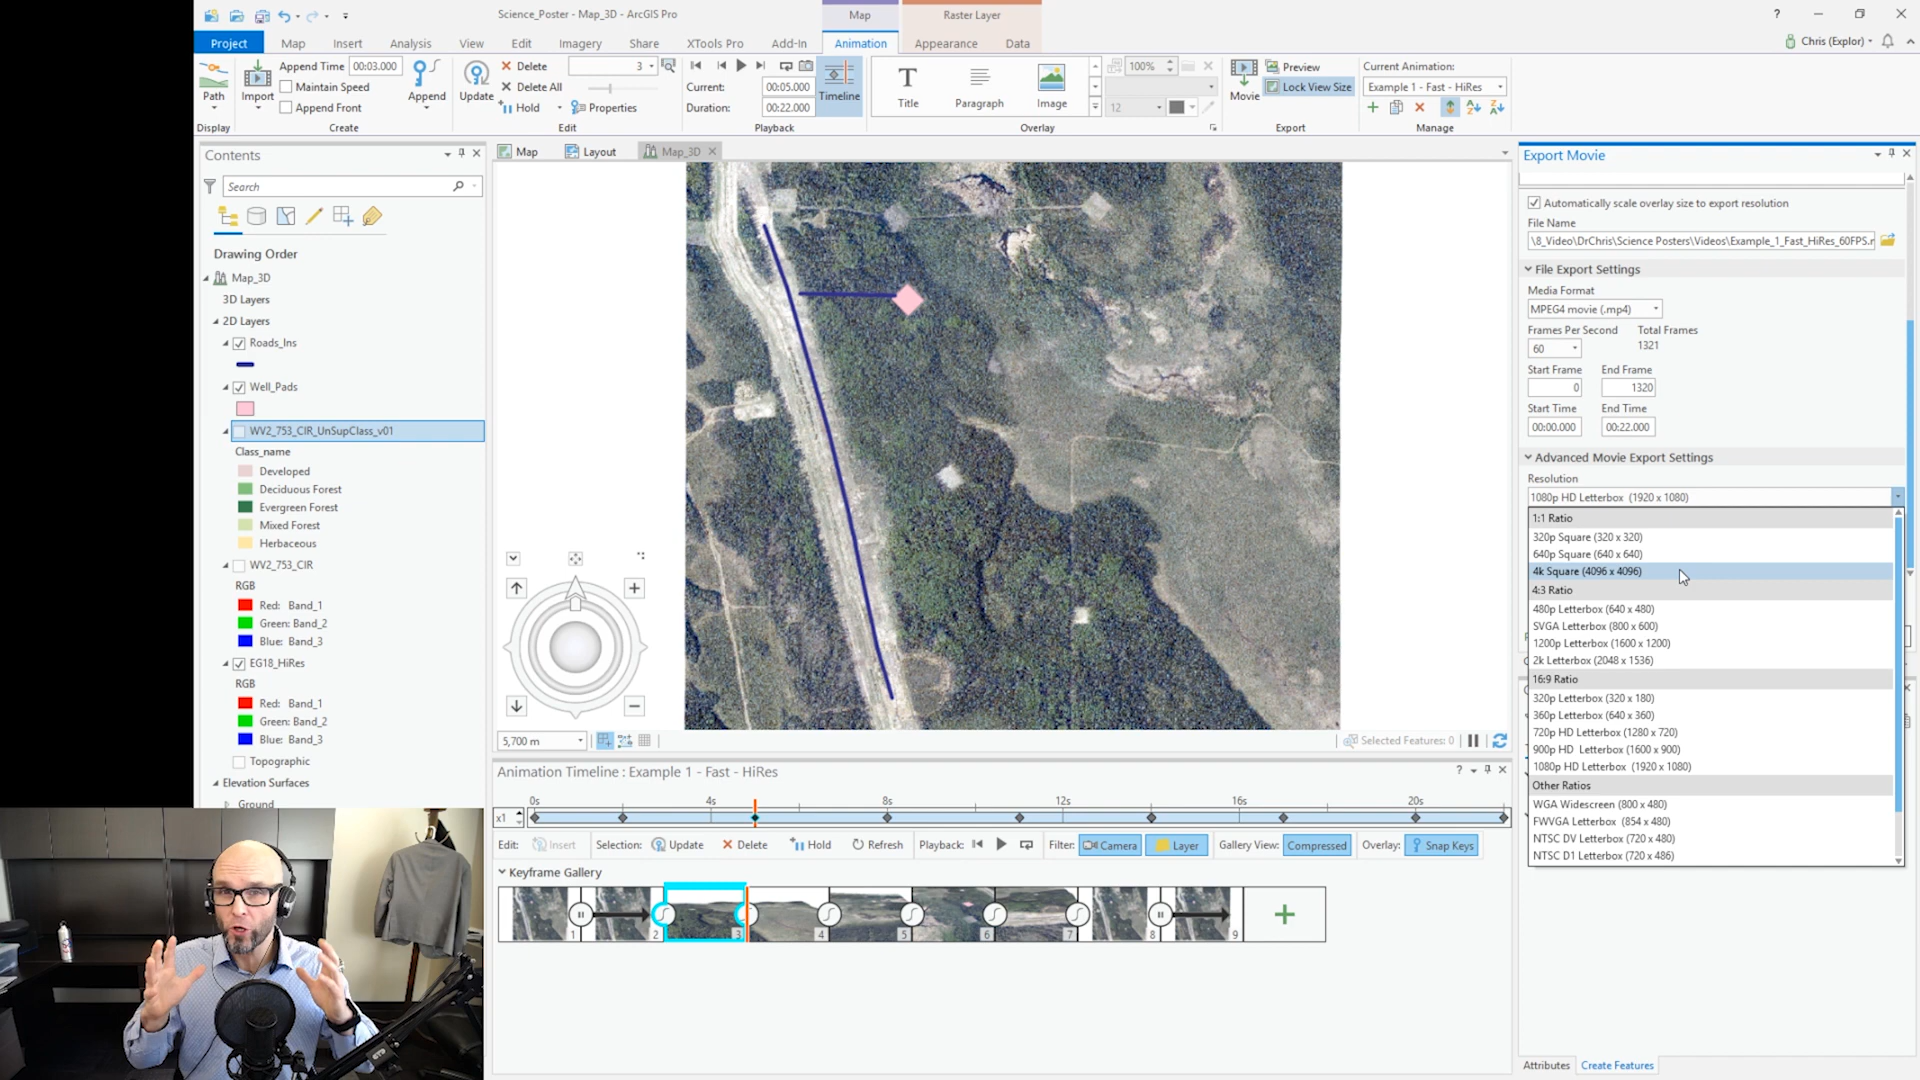 Science_Poster - Map_3D - ArcGIS Pro
Map
Raster Layer
?
Project
Map
Insert
Analysis
View
Edit
Imagery
Share
XTools Pro
Add-In
Animation
Appearance
Data
Chris (Explor)
Path
Import
Append Time 00:03.000
Maintain Speed
Append Front
Append
Update
Delete
Delete All
Hold
3
Properties
Current: 00:05.000
Duration: 00:22.000
Timeline
Title
Paragraph
Image
100%
12
Movie
Preview
Lock View Size
Current Animation:
Example 1 - Fast - HiRes
Display
Create
Edit
Playback
Overlay
Export
Manage
Contents
Search
Drawing Order
Map_3D
3D Layers
2D Layers
Roads_Ins
Well_Pads
WV2_753_CIR_UnSupClass_v01
Class_name
Developed
Deciduous Forest
Evergreen Forest
Mixed Forest
Herbaceous
WV2_753_CIR
RGB
Red: Band_1
Green: Band_2
Blue: Band_3
EG18_HiRes
RGB
Red: Band_1
Green: Band_2
Blue: Band_3
Topographic
Elevation Surfaces
Ground
Map
Layout
Map_3D
5,700 m
Selected Features: 0
Animation Timeline : Example 1 - Fast - HiRes
?
0s
4s
8s
12s
16s
20s
x1
Edit: Insert
Selection: Update
Delete
Hold
Refresh
Playback:
Filter: Camera
Layer
Gallery View: Compressed
Overlay: Snap Keys
Keyframe Gallery
1
2
3
4
5
6
7
8
9
Export Movie
Automatically scale overlay size to export resolution
File Name
\8_Video\DrChris\Science Posters\Videos\Example_1_Fast_HiRes_60FPS.
File Export Settings
Media Format
MPEG4 movie (.mp4)
Frames Per Second
Total Frames
60
1321
Start Frame
End Frame
0
1320
Start Time
End Time
00:00.000
00:22.000
Advanced Movie Export Settings
Resolution
1080p HD Letterbox (1920 x 1080)
1:1 Ratio
320p Square (320 x 320)
640p Square (640 x 640)
4k Square (4096 x 4096)
4:3 Ratio
480p Letterbox (640 x 480)
SVGA Letterbox (800 x 600)
1200p Letterbox (1600 x 1200)
2k Letterbox (2048 x 1536)
16:9 Ratio
320p Letterbox (320 x 180)
360p Letterbox (640 x 360)
720p HD Letterbox (1280 x 720)
900p HD Letterbox (1600 x 900)
1080p HD Letterbox (1920 x 1080)
Other Ratios
WGA Widescreen (800 x 480)
FWVGA Letterbox (854 x 480)
NTSC DV Letterbox (720 x 480)
NTSC D1 Letterbox (720 x 486)
Attributes
Create Features